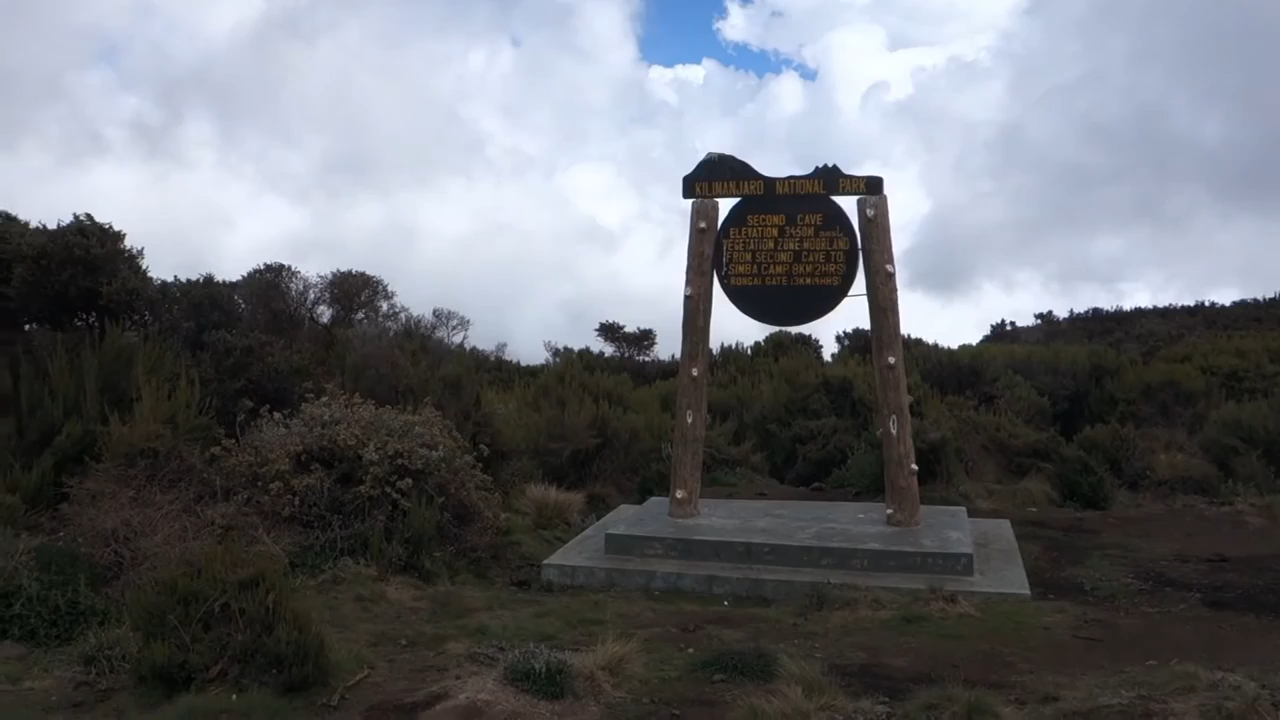 KILIMANJARO NATIONAL PARK
SECOND CAVE
ELEVATION 3450M amsl
VEGETATION ZONE:MOORLAND
FROM SECOND CAVE TO:
SIMBA CAMP 8KM(2HRS)
RONGAI GATE 13KM(4HRS)